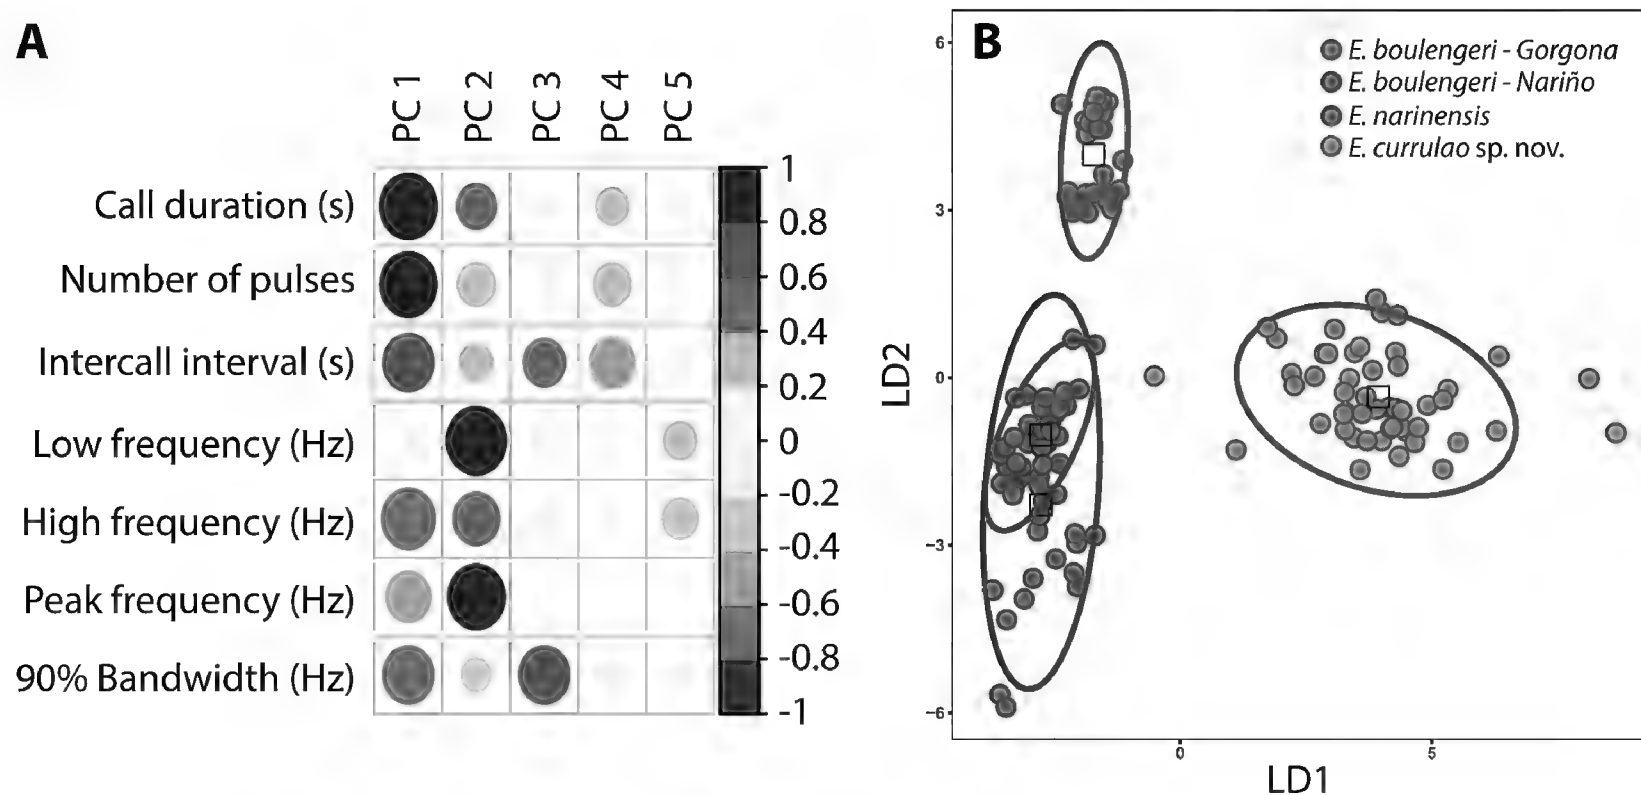 A
PC 1
PC 2
PC 3
PC 4
PC 5
Call duration (s)
Number of pulses
Intercall interval (s)
Low frequency (Hz)
High frequency (Hz)
Peak frequency (Hz)
90% Bandwidth (Hz)
1
0.8
0.6
0.4
0.2
0
-0.2
-0.4
-0.6
-0.8
-1
B
E. boulengeri - Gorgona
E. boulengeri - Nariño
E. narinensis
E. currulao sp. nov.
LD2
6
3
0
−3
−6
0
5
LD1